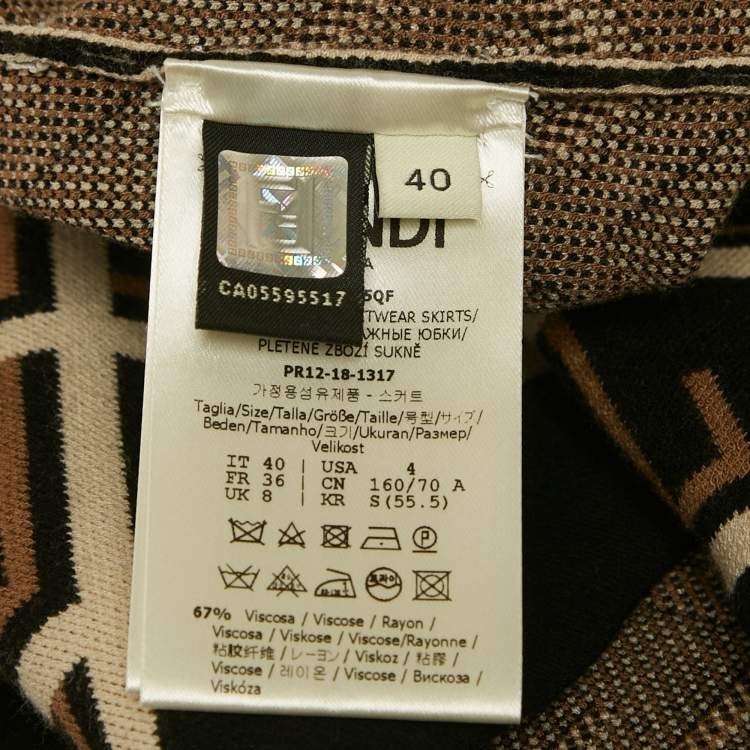 40
NDI
A
CA05595517
5QF
TWEAR SKIRTS/
АЖНЫЕ ЮБКИ/
PLETENÉ ZBOŽÍ SUKNĚ
PR12-18-1317
가정용섬유제품 - 스커트
Taglia/Size/Talla/Größe/Taille/号型/サイズ/
Beden/Tamanho/크기/Ukuran/Размер/
Velikost
IT 40 | USA 4
FR 36 | CN 160/70 A
UK 8 | KR S(55.5)
P
드라이
67% Viscosa / Viscose / Rayon /
Viscosa / Viskose / Viscose/Rayonne /
粘胶纤维 / レーヨン / Viskoz / 粘膠 /
Viscose / 레이온 / Viscose / Вискоза /
Viskóza